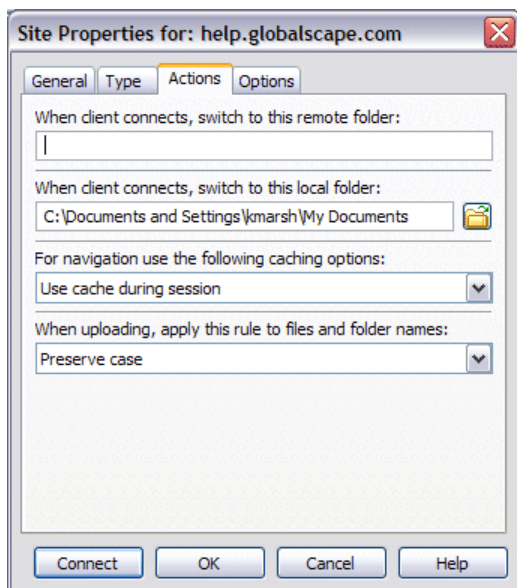 Site Properties for: help.globalscape.com
General Type Actions Options
When client connects, switch to this remote folder:
When client connects, switch to this local folder:
C:\Documents and Settings\kmarsh\My Documents
For navigation use the following caching options:
Use cache during session
When uploading, apply this rule to files and folder names:
Preserve case
Connect OK Cancel Help